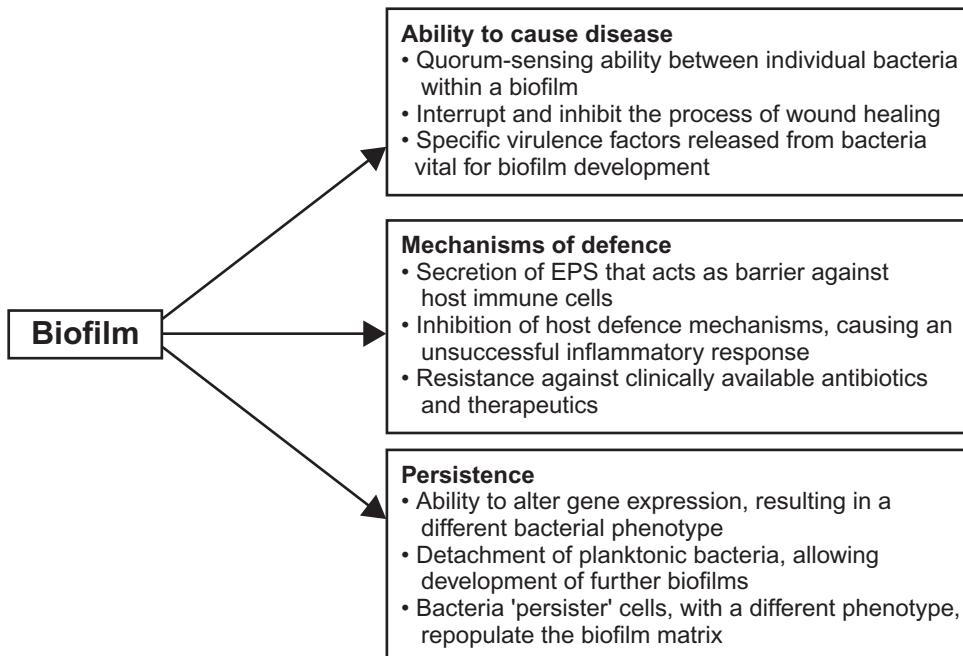 Ability to cause disease
• Quorum-sensing ability between individual bacteria
within a biofilm
• Interrupt and inhibit the process of wound healing
• Specific virulence factors released from bacteria
vital for biofilm development
Mechanisms of defence
• Secretion of EPS that acts as barrier against
host immune cells
• Inhibition of host defence mechanisms, causing an
unsuccessful inflammatory response
• Resistance against clinically available antibiotics
and therapeutics
Biofilm
Persistence
• Ability to alter gene expression, resulting in a
different bacterial phenotype
• Detachment of planktonic bacteria, allowing
development of further biofilms
• Bacteria 'persister' cells, with a different phenotype,
repopulate the biofilm matrix